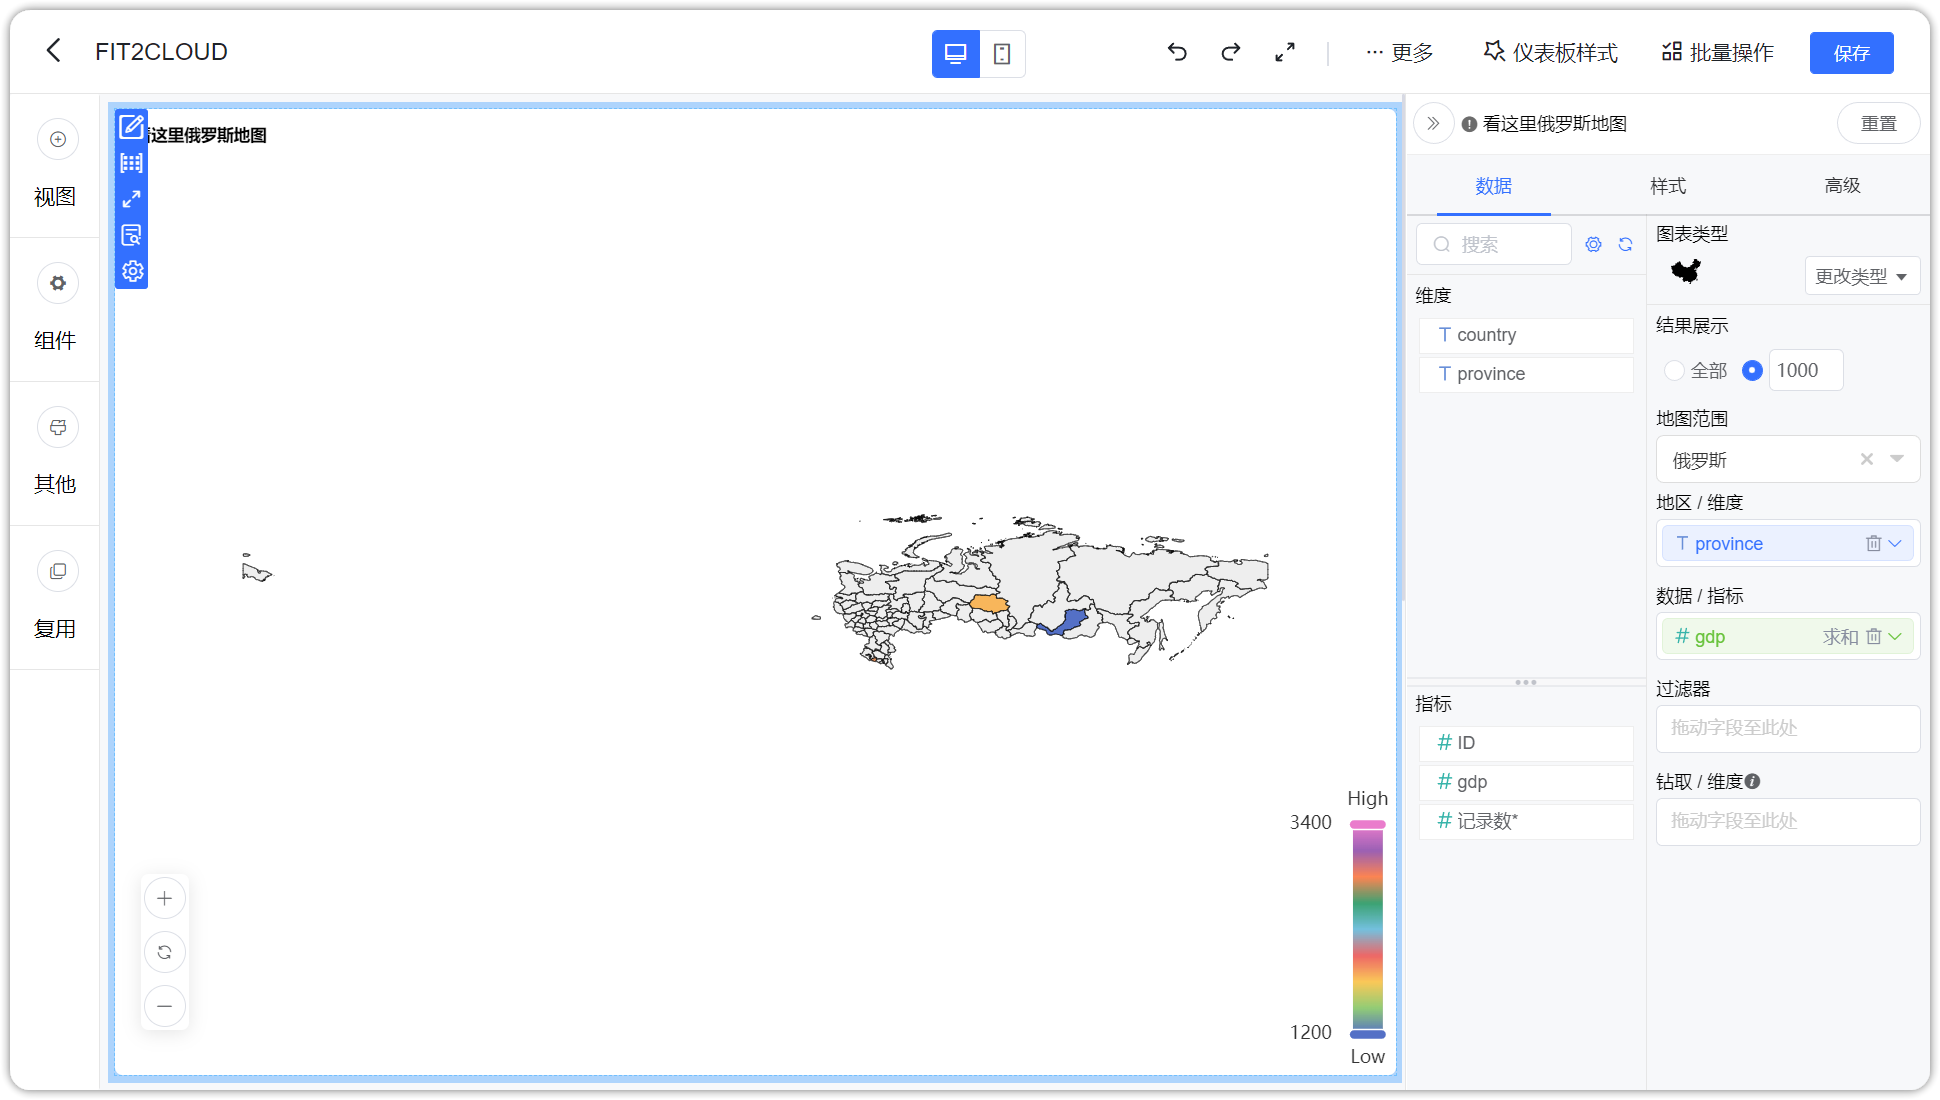 FIT2CLOUD
更多
仪表板样式
批量操作
保存
视图
组件
其他
复用
看这里俄罗斯地图
High
3400
1200
Low
看这里俄罗斯地图
重置
数据
样式
高级
搜索
维度
T country
T province
指标
# ID
# gdp
# 记录数*
图表类型
更改类型
结果展示
全部
1000
地图范围
俄罗斯
地区 / 维度
T province
数据 / 指标
# gdp 求和
过滤器
拖动字段至此处
钻取 / 维度
拖动字段至此处